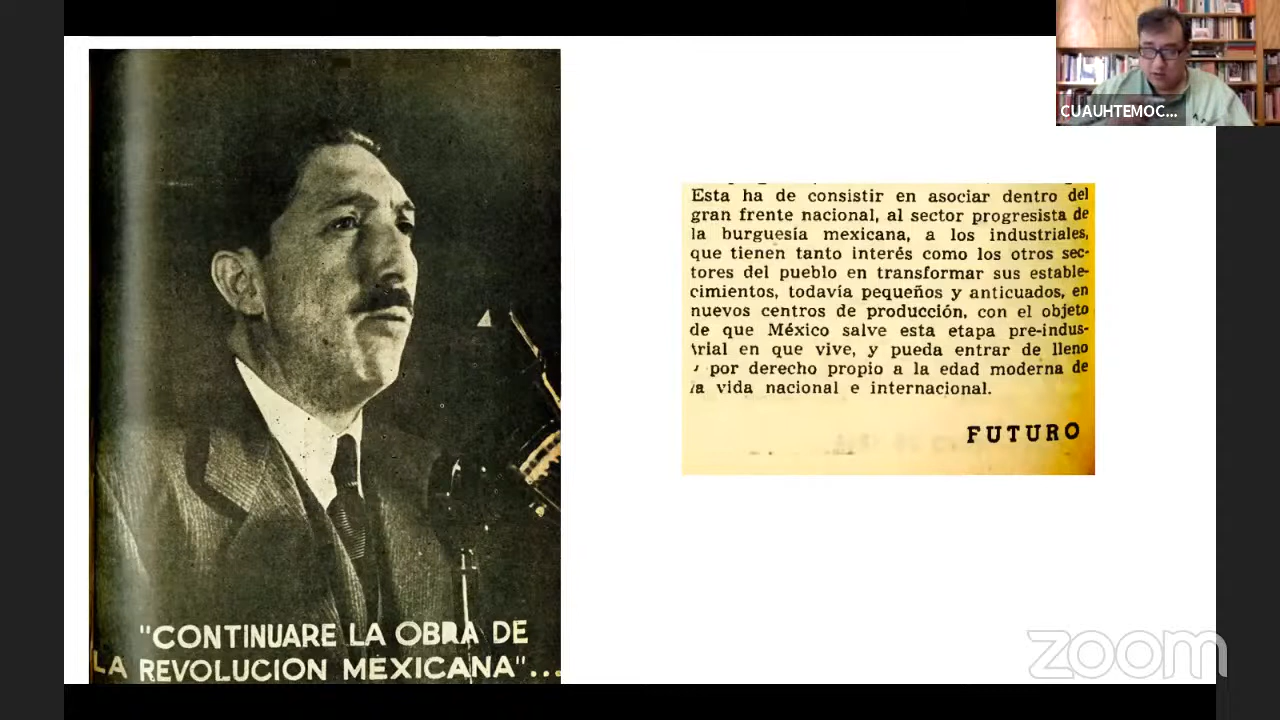 CUAUHTEMOC...
Esta ha de consistir en asociar dentro del
gran frente nacional, al sector progresista de
la burguesía mexicana, a los industriales,
que tienen tanto interés como los otros sec-
tores del pueblo en transformar sus estable-
cimientos, todavía pequeños y anticuados, en
nuevos centros de producción, con el objeto
de que México salve esta etapa pre-indus-
trial en que vive, y pueda entrar de lleno
por derecho propio a la edad moderna de
la vida nacional e internacional.
FUTURO
"CONTINUARE LA OBRA DE
LA REVOLUCION MEXICANA"...
zoom